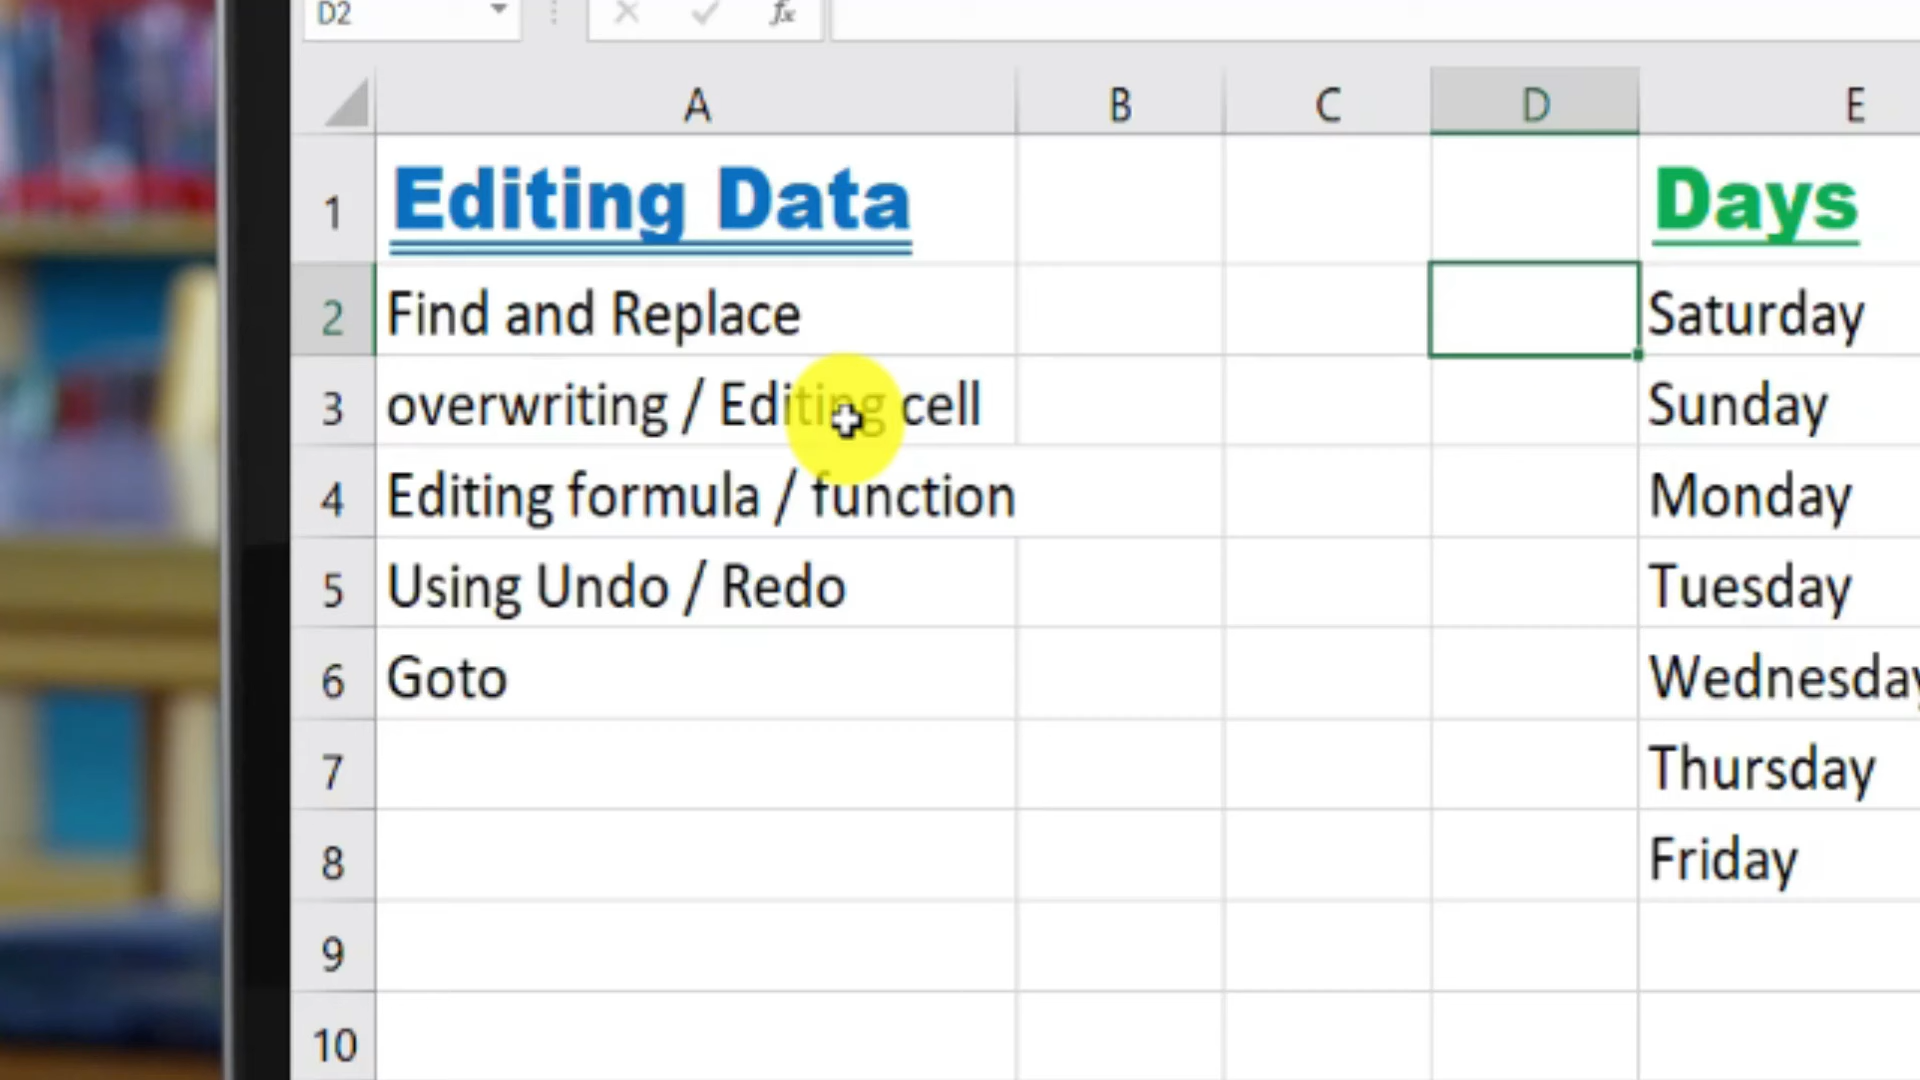 D2
fx
A B C D E
1 Editing Data Days
2 Find and Replace Saturday
3 overwriting / Editing cell Sunday
4 Editing formula / function Monday
5 Using Undo / Redo Tuesday
6 Goto Wednesday
7 Thursday
8 Friday
9
10